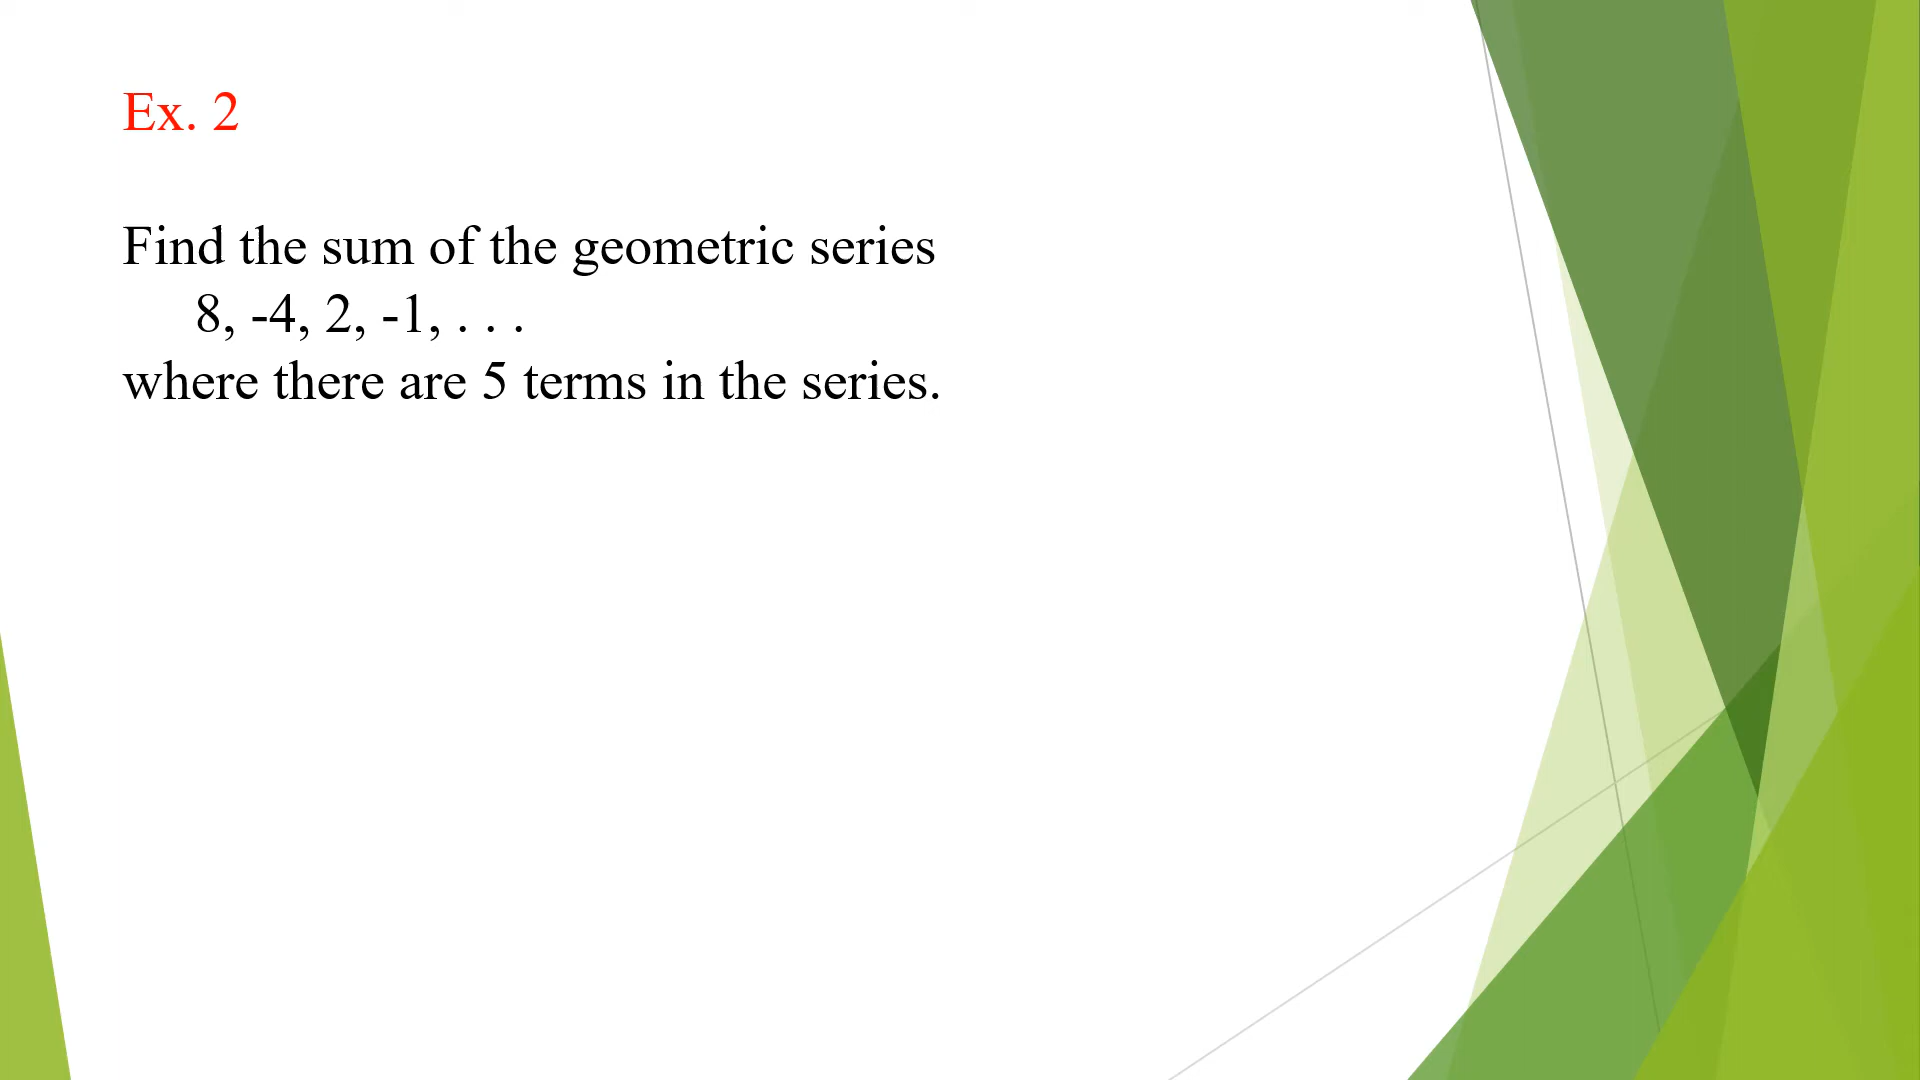 Ex. 2
Find the sum of the geometric series
8, -4, 2, -1, . . .
where there are 5 terms in the series.